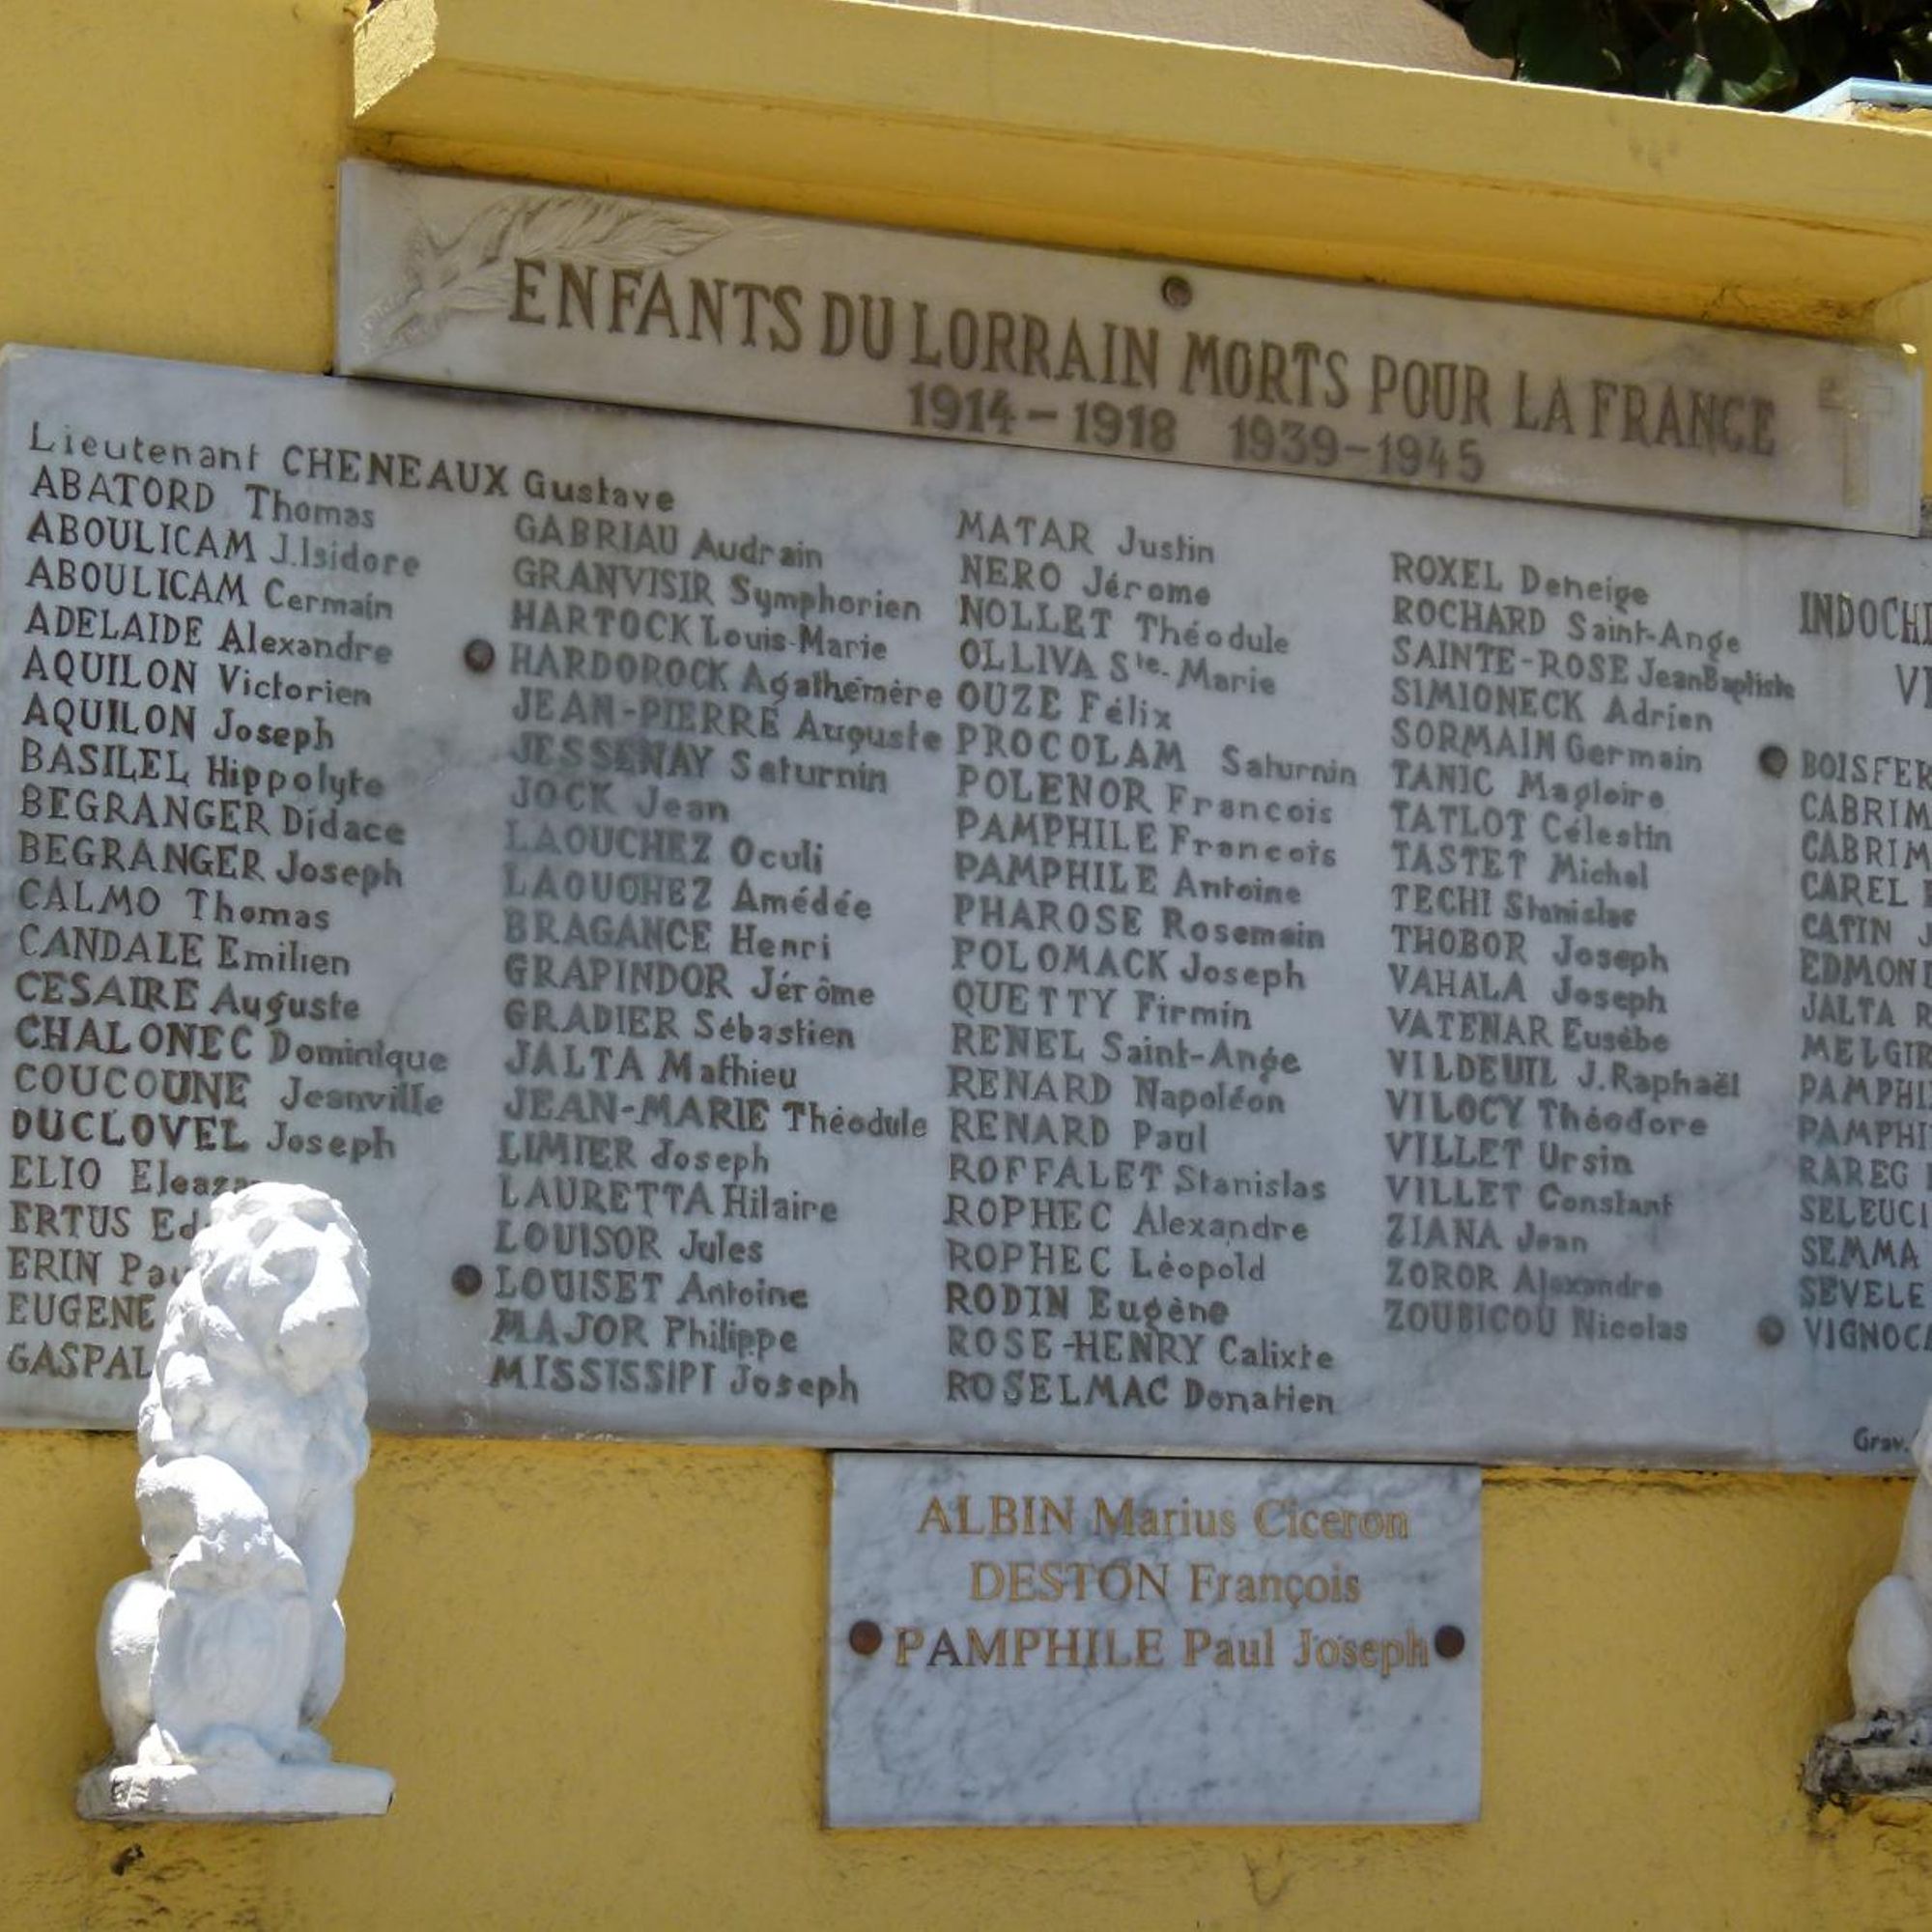 ENFANTS DU LORRAIN MORTS POUR LA FRANCE
1914-1918 1939-1945
Lieutenant CHENEAUX Gustave
ABATORD Thomas
ABOULICAM J.Isidore
ABOULICAM Cermain
ADELAIDE Alexandre
AQUILON Victorien
AQUILON Joseph
BASILEL Hippolyte
BEGRANGER Didace
BEGRANGER Joseph
CALMO Thomas
CANDALE Emilien
CESAIRE Auguste
CHALONEC Dominique
COUCOUNE Jeanville
DUCLOVEL Joseph
ELIO
ERTUS
ERIN
EUGENE
GABRIAU Audrain
GRANVISIR Symphorien
HARTOCK Louis-Marie
HARDOROCK Agathémère
JEAN-PIERRE Auguste
JESSENAY Saturnin
JOCK Jean
LAOUCHEZ Oculi
LAOUCHEZ Amédée
BRAGANCE Henri
GRAPINDOR Jérôme
GRADIER Sébastien
JALTA Mathieu
JEAN-MARIE Théodule
LIMIER Joseph
LAURETTA Hilaire
LOUISOR Jules
LOUISET Antoine
MAJOR Philippe
MISSISSIPI Joseph
MATAR Justin
NERO Jérome
NOLLET Théodule
OLLIVA Ste.Marie
OUZE Félix
PROCOLAM Saturnin
POLENOR Francois
PAMPHILE Francois
PAMPHILE Antoine
PHAROSE Rosemain
POLOMACK Joseph
QUETTY Firmin
RENEL Saint-Ange
RENARD Napoléon
RENARD Paul
ROFFALET Stanislas
ROPHEC Alexandre
ROPHEC Léopold
RODIN Eugène
ROSE-HENRY Calixte
ROSELMAC Donatien
ROXEL Deneige
ROCHARD Saint-Ange
SAINTE-ROSE JeanBaptiste
SIMIONECK Adrien
SORMAIN Germain
TANIC Magloire
TATLOT Célestin
TASTET Michel
TECHI Stanislas
THOBOR Joseph
VAHALA Joseph
VATENAR Eusèbe
VILDEUIL J.Raphaël
VILOCY Théodore
VILLET Ursin
VILLET Constant
ZIANA Jean
ZOROR Alexandre
ZOUBICOU Nicolas
INDOCHI
VI
BOISFER
CABRIM
CABRIM
CAREL
CATIN J
EDMOND
JALTA R
MELGIR
PAMPHIL
PAMPHI
RAREG
SELEUCI
SEMMA
SEVELE
VIGNOC
Grav.
ALBIN Marius Ciceron
DESTON François
PAMPHILE Paul Joseph